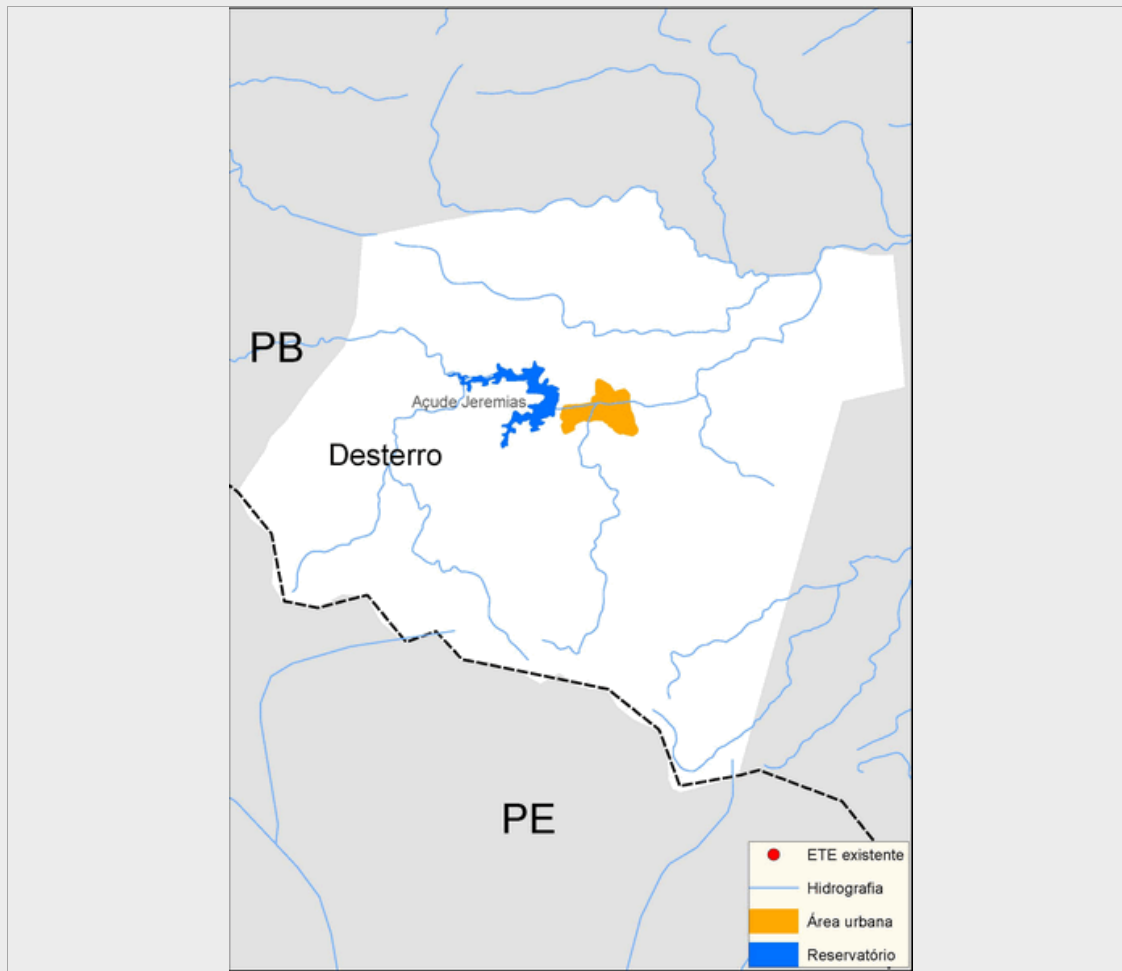 PB
Açude Jeremias
Desterro
PE
ETE existente
Hidrografia
Área urbana
Reservatório